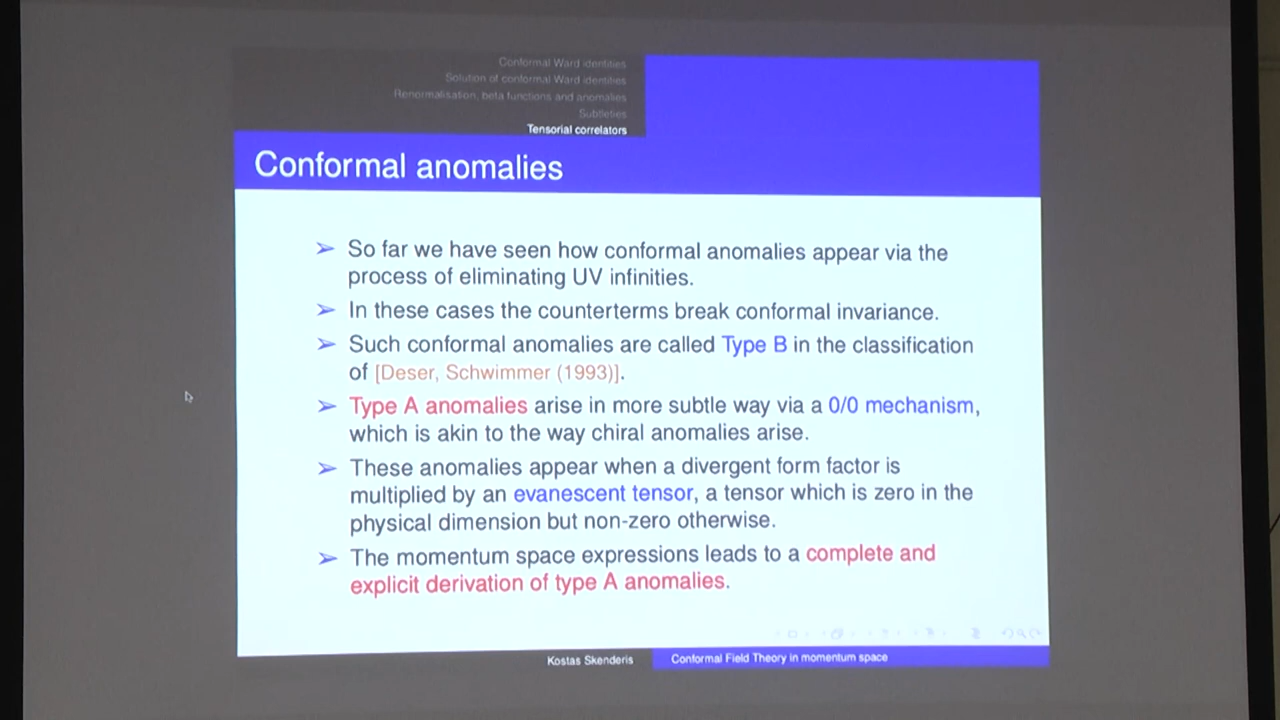 Conformal Ward identities
Solution of conformal Ward identities
Renormalisation, beta functions and anomalies
Subtleties
Tensorial correlators
Conformal anomalies
➢ So far we have seen how conformal anomalies appear via the
process of eliminating UV infinities.
➢ In these cases the counterterms break conformal invariance.
➢ Such conformal anomalies are called Type B in the classification
of [Deser, Schwimmer (1993)].
➢ Type A anomalies arise in more subtle way via a 0/0 mechanism,
which is akin to the way chiral anomalies arise.
➢ These anomalies appear when a divergent form factor is
multiplied by an evanescent tensor, a tensor which is zero in the
physical dimension but non-zero otherwise.
➢ The momentum space expressions leads to a complete and
explicit derivation of type A anomalies.
Kostas Skenderis Conformal Field Theory in momentum space